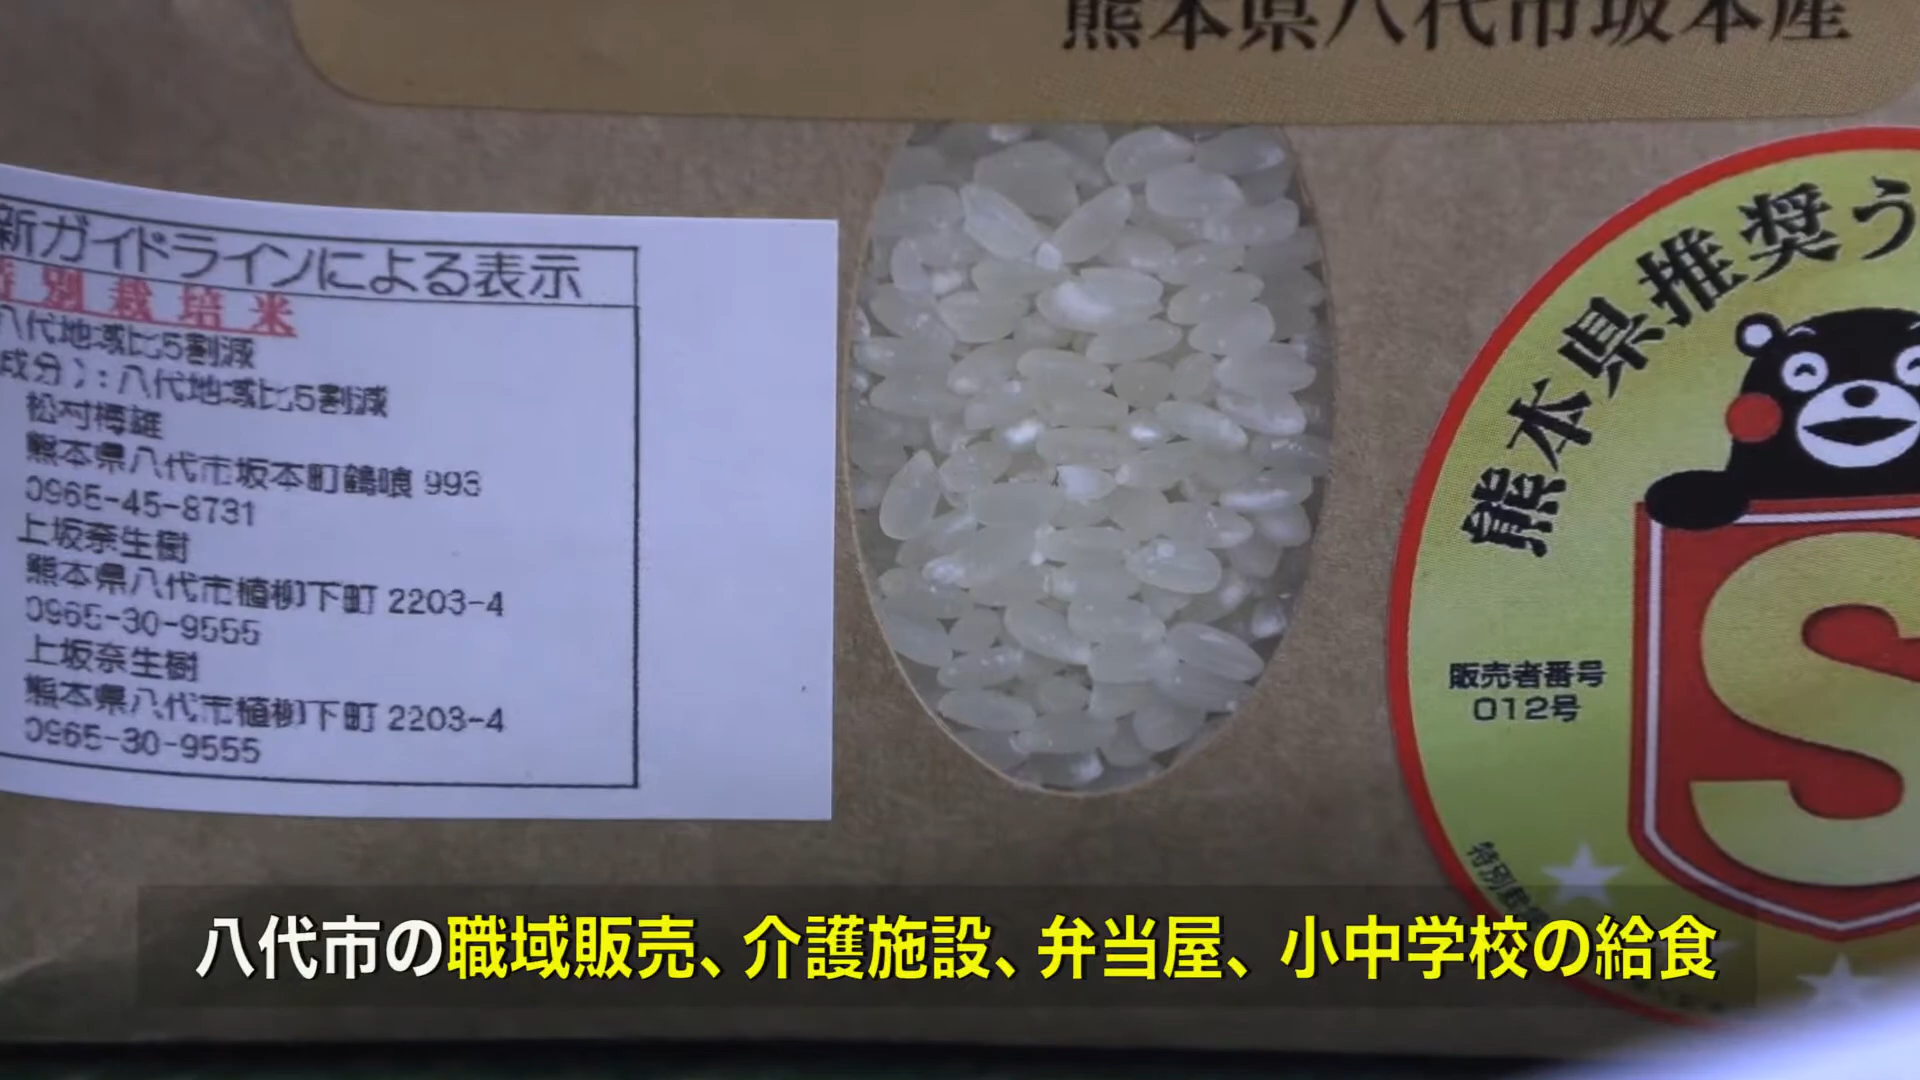 熊本県八代市坂本産
新ガイドラインによる表示
特別栽培米
八代地域比5割減
成分）：八代地域比5割減
松村梅雄
熊本県八代市坂本町鶴喰 993
0965-45-8731
上坂奈生樹
熊本県八代市植柳下町 2203-4
0965-30-9555
上坂奈生樹
熊本県八代市植柳下町 2203-4
0965-30-9555
熊本県推奨う
S
販売者番号
012号
特別栽培
八代市の職域販売、介護施設、弁当屋、小中学校の給食